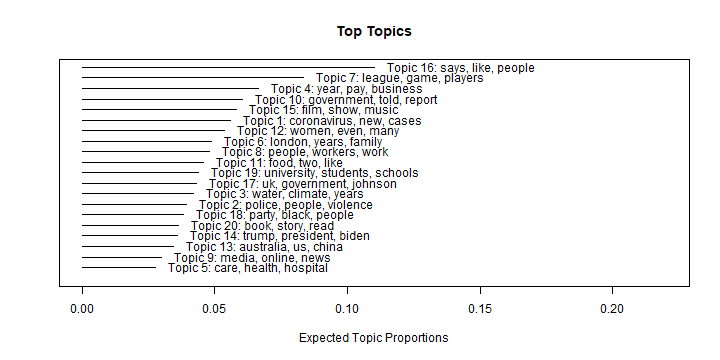 Top Topics
Topic 16: says, like, people
Topic 7: league, game, players
Topic 4: year, pay, business
Topic 10: government, told, report
Topic 15: film, show, music
Topic 1: coronavirus, new, cases
Topic 12: women, even, many
Topic 6: london, years, family
Topic 8: people, workers, work
Topic 11: food, two, like
Topic 19: university, students, schools
Topic 17: uk, government, johnson
Topic 3: water, climate, years
Topic 2: police, people, violence
Topic 18: party, black, people
Topic 20: book, story, read
Topic 14: trump, president, biden
Topic 13: australia, us, china
Topic 9: media, online, news
Topic 5: care, health, hospital
0.00 0.05 0.10 0.15 0.20
Expected Topic Proportions